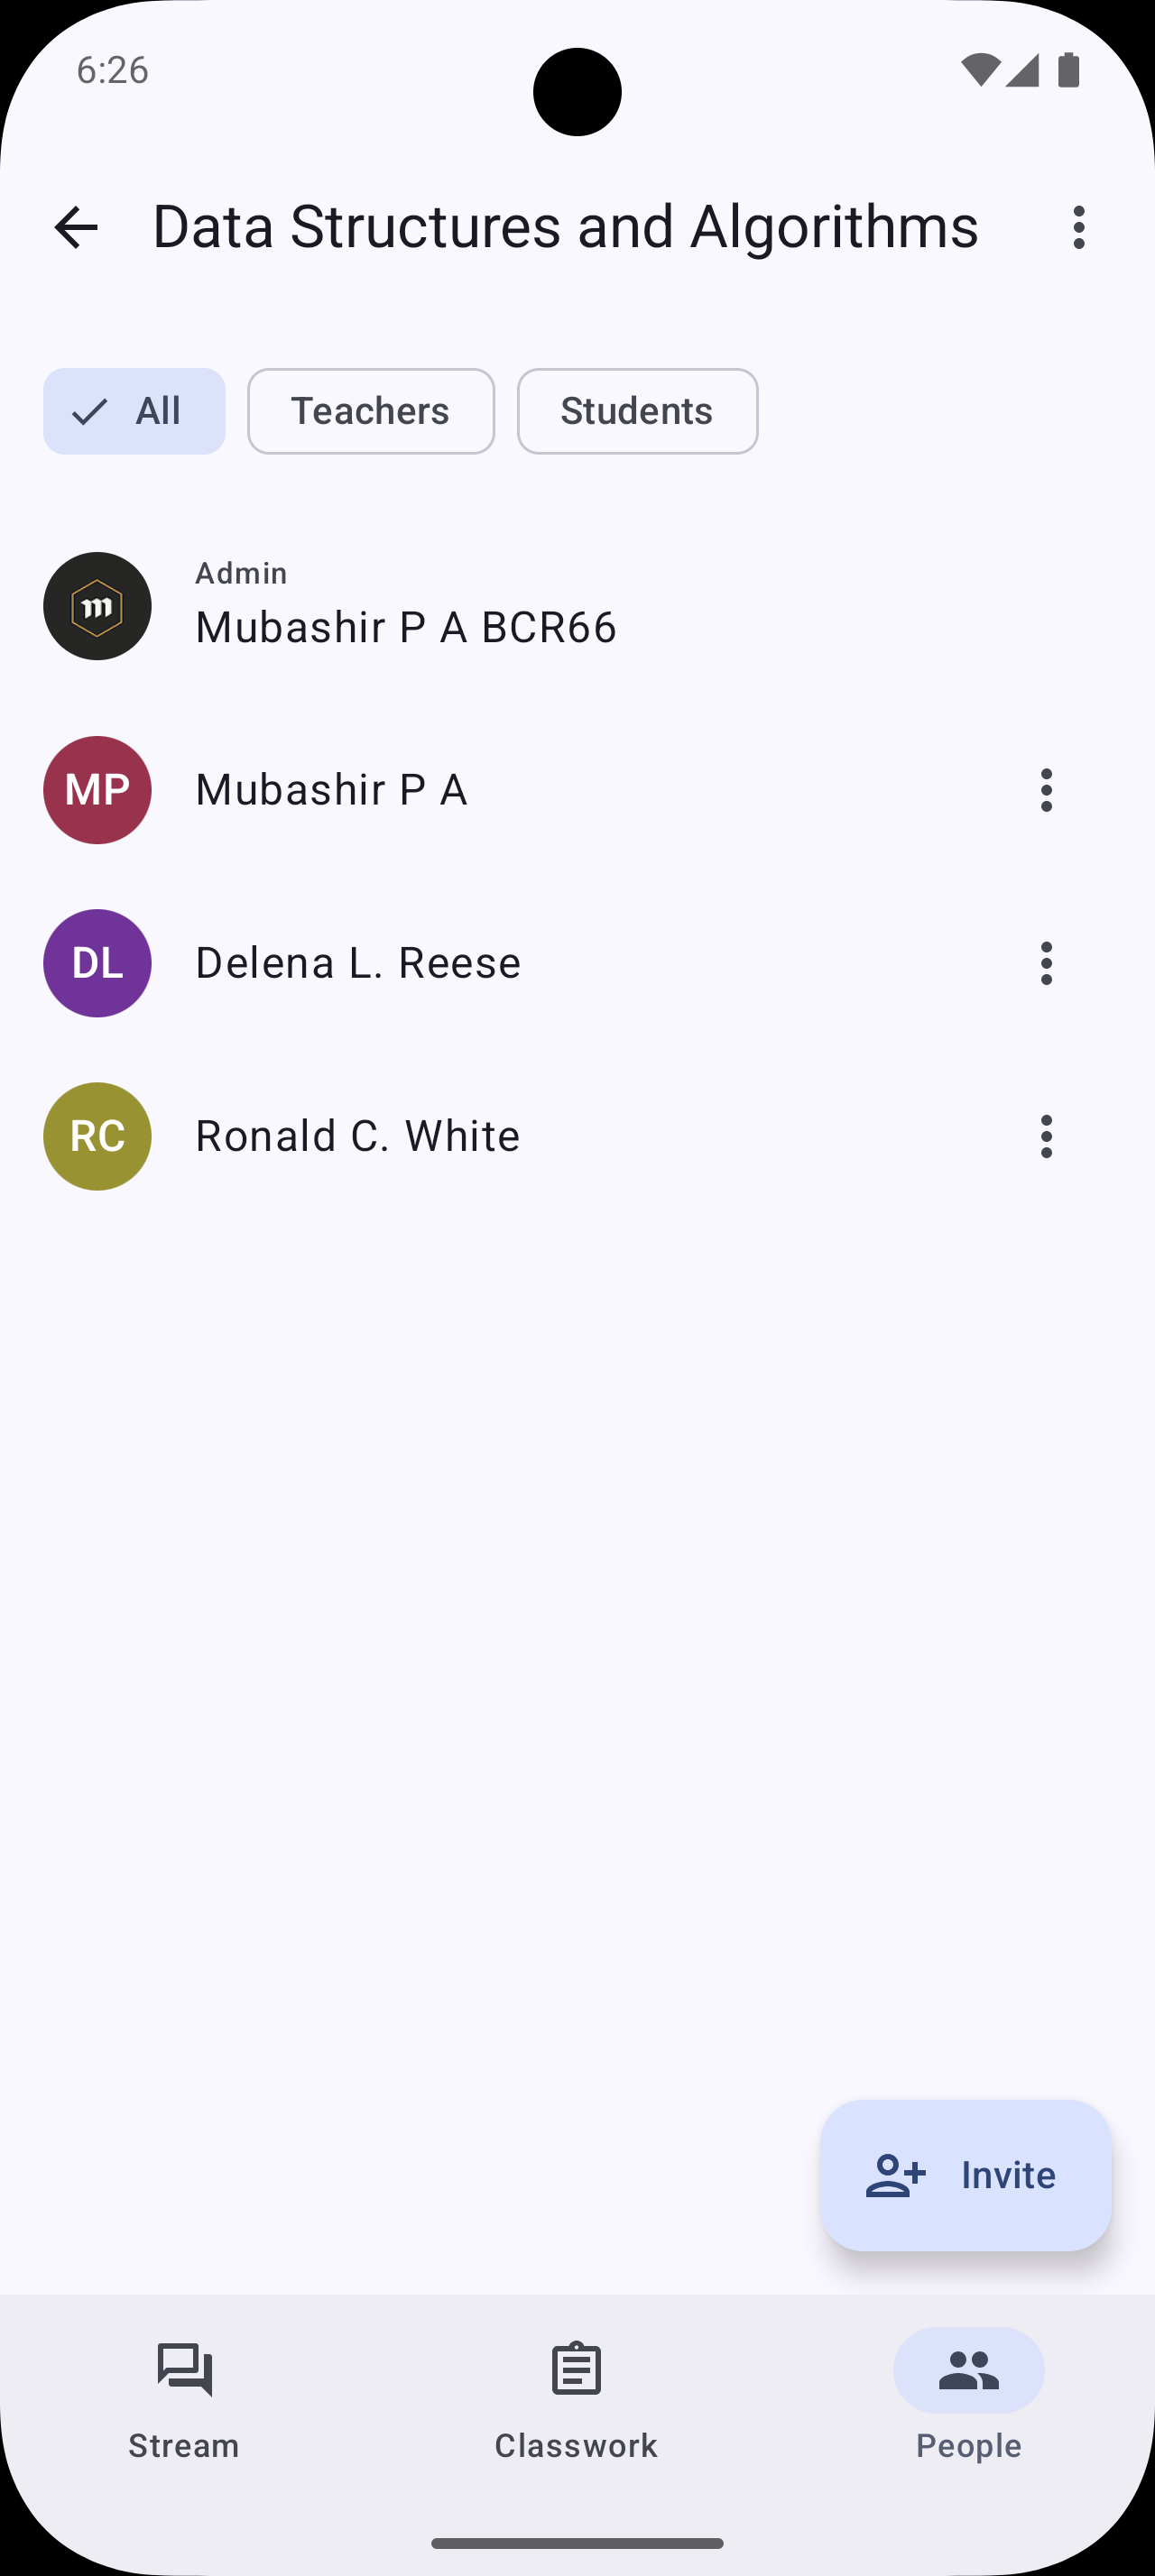 6:26
Data Structures and Algorithms
All
Teachers
Students
m
Admin
Mubashir P A BCR66
MP
Mubashir P A
DL
Delena L. Reese
RC
Ronald C. White
Invite
Stream
Classwork
People